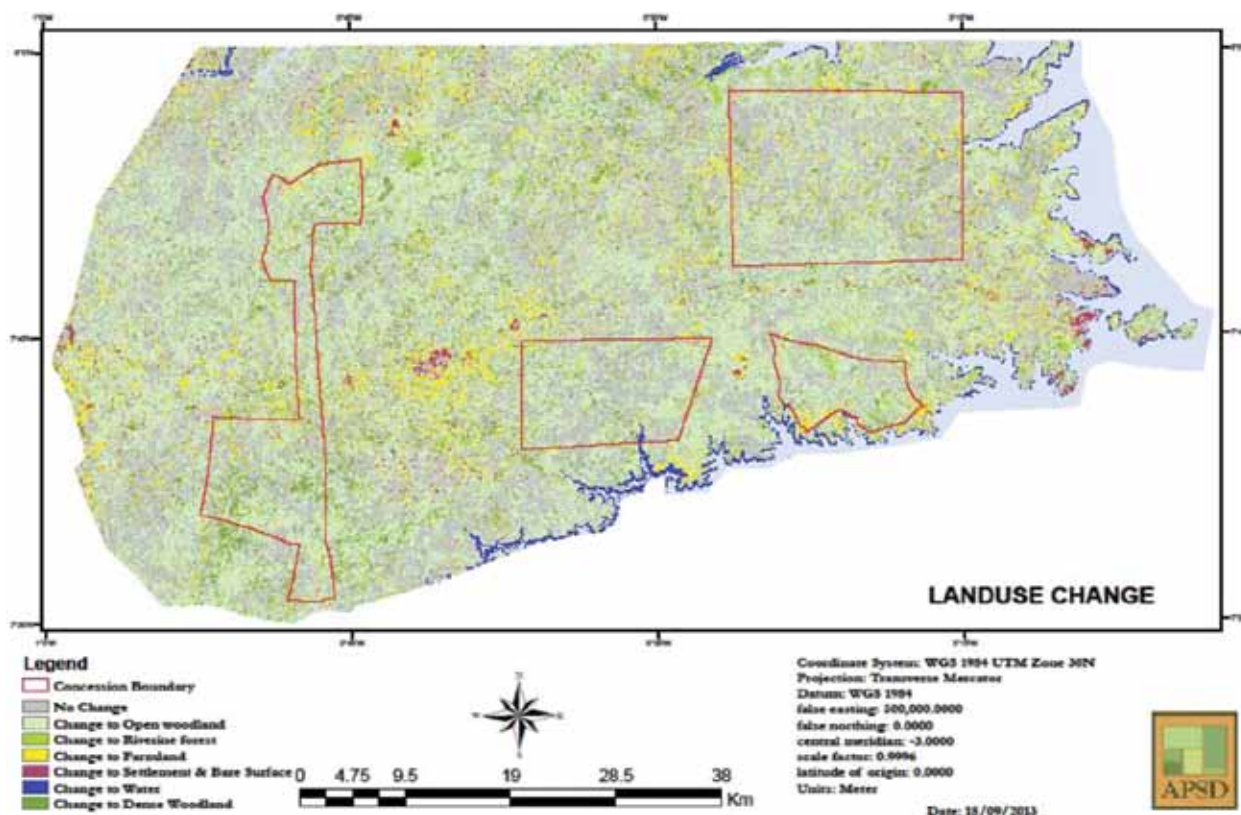 LANDUSE CHANGE
Legend
Concession Boundary
No Change
Change to Open woodland
Change to Riverine forest
Change to Farmland
Change to Settlement & Bare Surface
Change to Water
Change to Dense Woodland
N
W
E
S
0 4.75 9.5 19 28.5 38
Km
Coordinate System: WGS 1984 UTM Zone 30N
Projection: Transverse Mercator
Datum: WGS 1984
false easting: 500,000.0000
false northing: 0.0000
central meridian: -3.0000
scale factor: 0.9996
latitude of origin: 0.0000
Units: Meter
Date: 18/09/2013
APSD